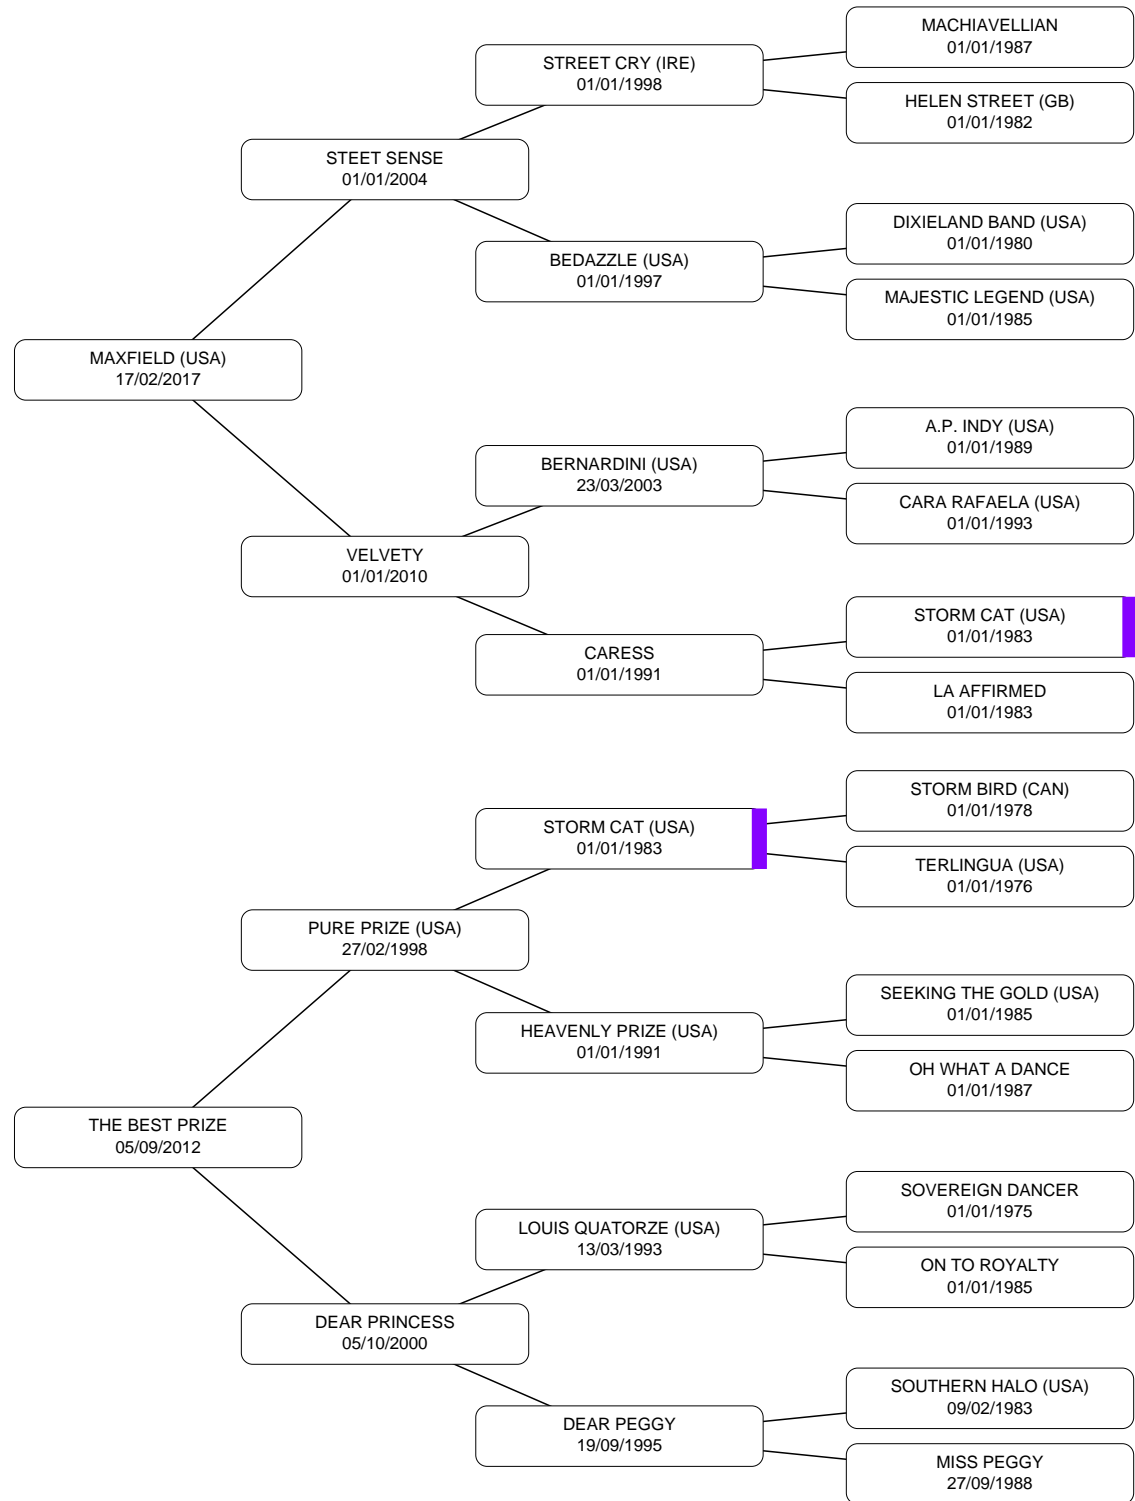 MACHIAVELLIAN
01/01/1987
STREET CRY (IRE)
01/01/1998
HELEN STREET (GB)
01/01/1982
STEET SENSE
01/01/2004
DIXIELAND BAND (USA)
01/01/1980
BEDAZZLE (USA)
01/01/1997
MAJESTIC LEGEND (USA)
01/01/1985
MAXFIELD (USA)
17/02/2017
A.P. INDY (USA)
01/01/1989
BERNARDINI (USA)
23/03/2003
CARA RAFAELA (USA)
01/01/1993
VELVETY
01/01/2010
STORM CAT (USA)
01/01/1983
CARESS
01/01/1991
LA AFFIRMED
01/01/1983
STORM BIRD (CAN)
01/01/1978
STORM CAT (USA)
01/01/1983
TERLINGUA (USA)
01/01/1976
PURE PRIZE (USA)
27/02/1998
SEEKING THE GOLD (USA)
01/01/1985
HEAVENLY PRIZE (USA)
01/01/1991
OH WHAT A DANCE
01/01/1987
THE BEST PRIZE
05/09/2012
SOVEREIGN DANCER
01/01/1975
LOUIS QUATORZE (USA)
13/03/1993
ON TO ROYALTY
01/01/1985
DEAR PRINCESS
05/10/2000
SOUTHERN HALO (USA)
09/02/1983
DEAR PEGGY
19/09/1995
MISS PEGGY
27/09/1988